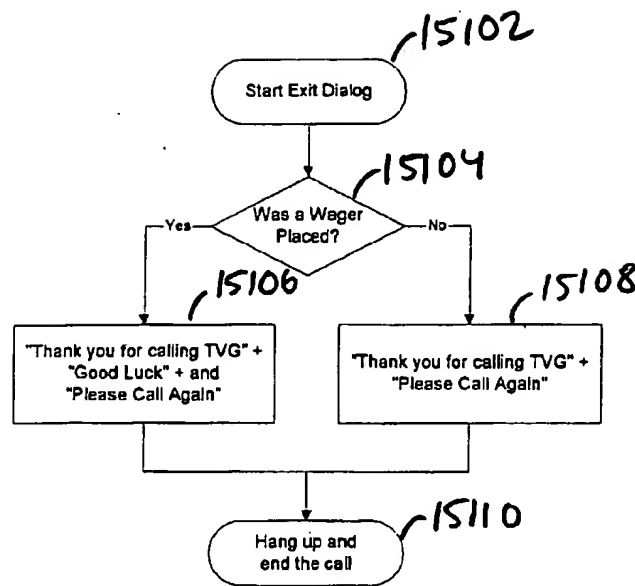 15102
Start Exit Dialog
15104
Was a Wager
Placed?
Yes
No
15106
15108
"Thank you for calling TVG" +
"Good Luck" + and
"Please Call Again"
"Thank you for calling TVG" +
"Please Call Again"
15110
Hang up and
end the call